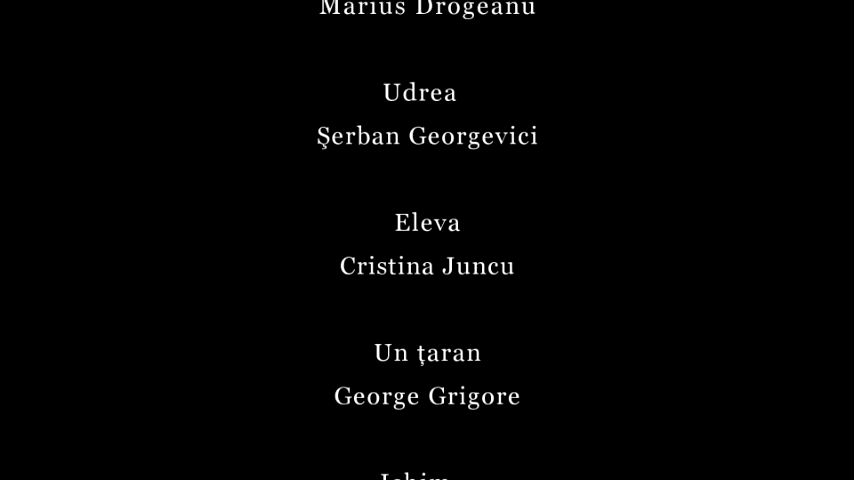 Marius Drogeanu
Udrea
Şerban Georgevici
Eleva
Cristina Juncu
Un ţaran
George Grigore